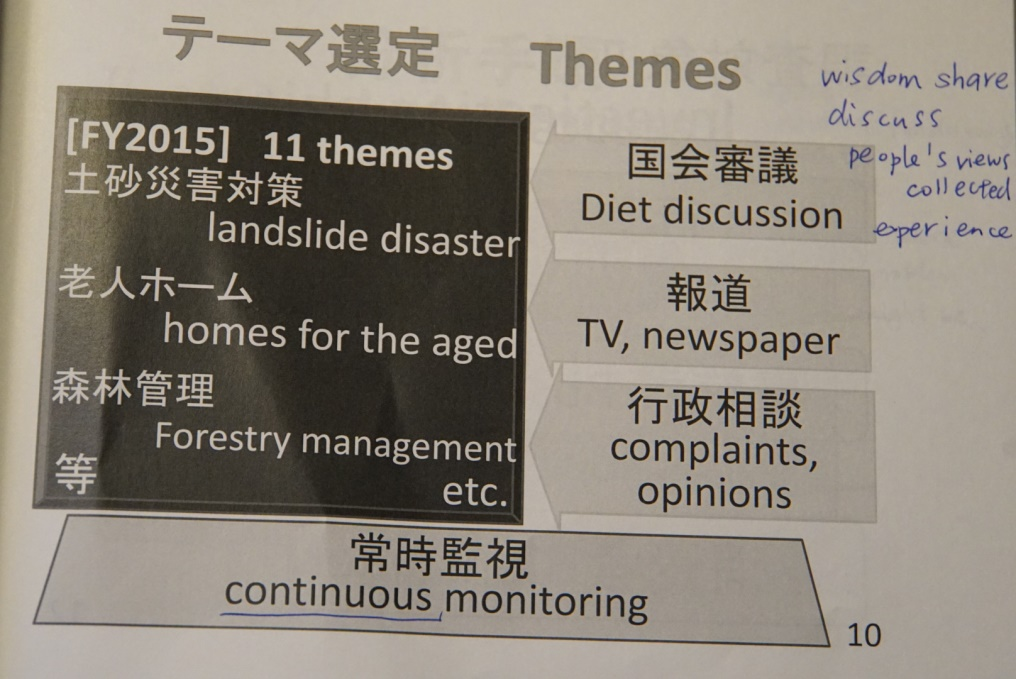 テーマ選定 Themes
[FY2015] 11 themes
土砂災害対策
landslide disaster
老人ホーム
homes for the aged
森林管理
Forestry management
等
etc.
国会審議
Diet discussion
報道
TV, newspaper
行政相談
complaints,
opinions
wisdom share
discuss
people's views
collected
experience
常時監視
continuous monitoring
10